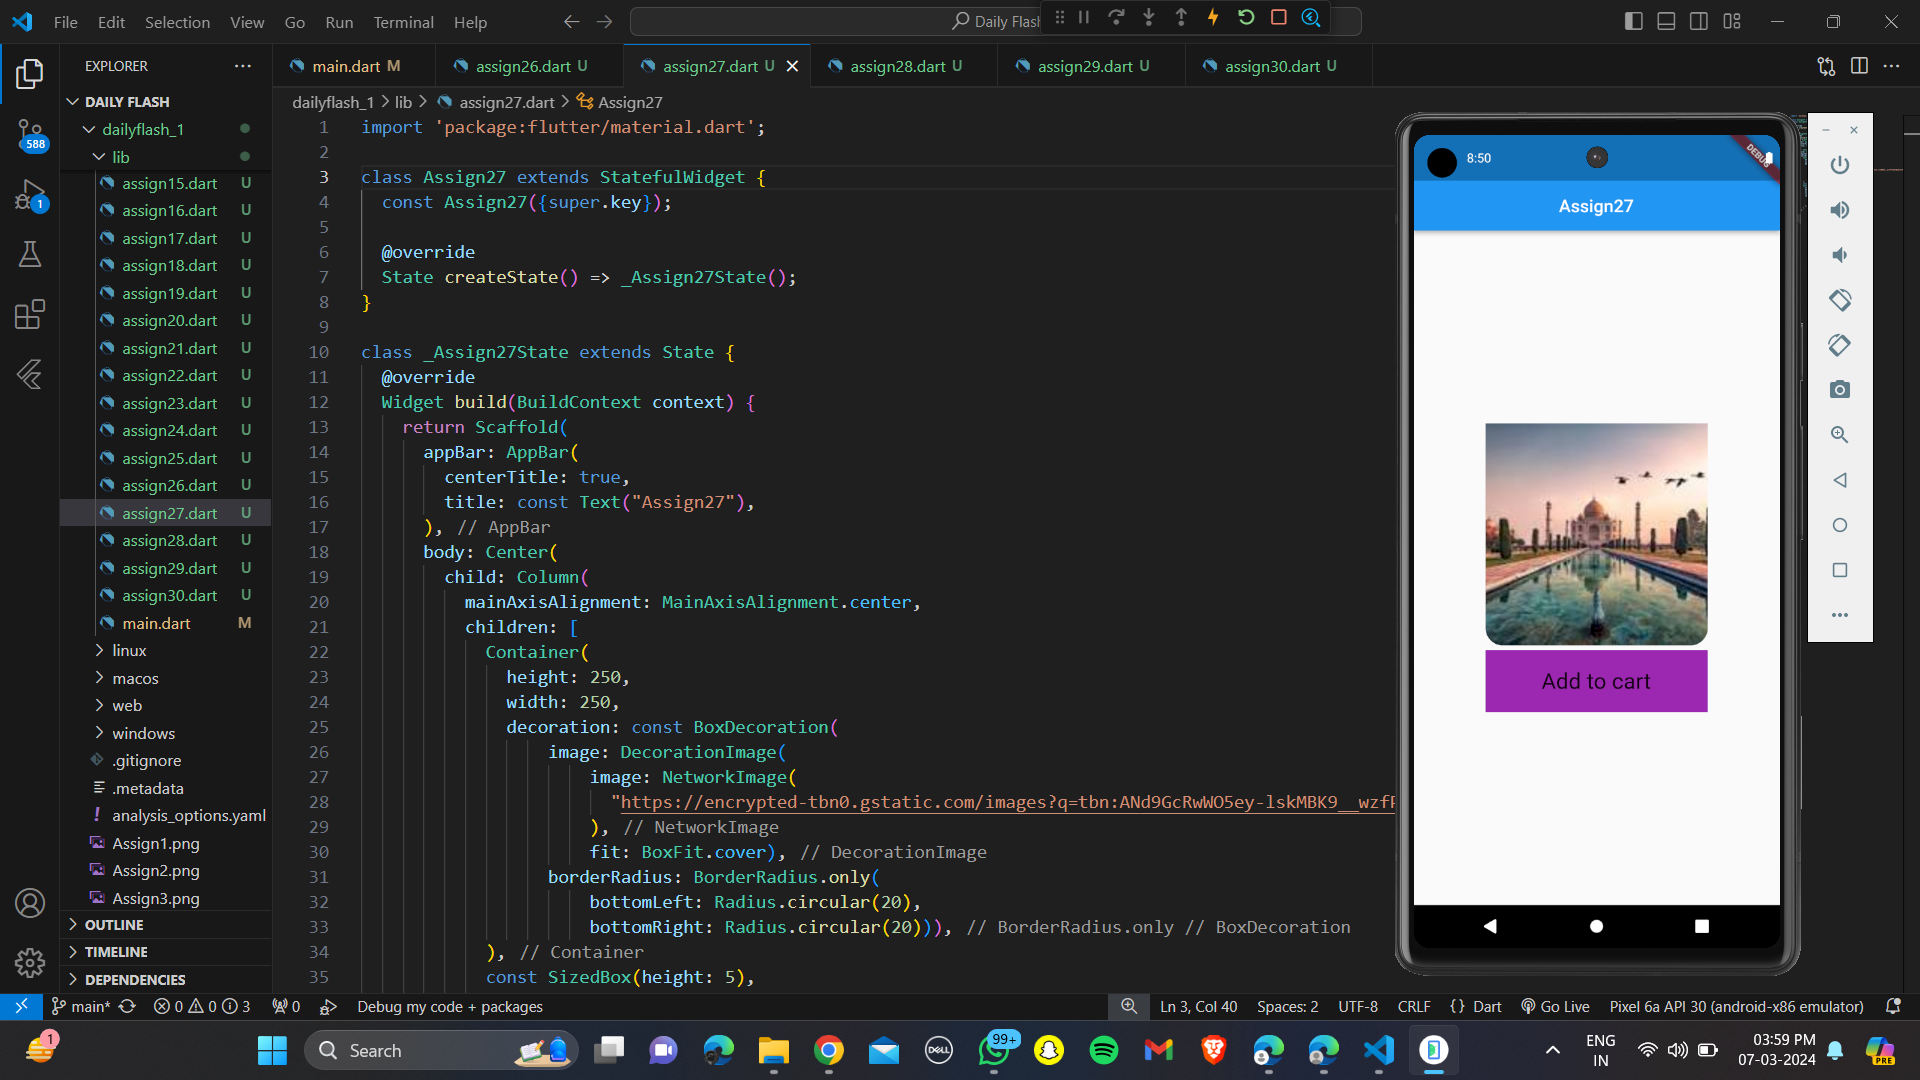 File Edit Selection View Go Run Terminal Help
Daily Flash
EXPLORER
DAILY FLASH
dailyflash_1
lib
assign15.dart U
assign16.dart U
assign17.dart U
assign18.dart U
assign19.dart U
assign20.dart U
assign21.dart U
assign22.dart U
assign23.dart U
assign24.dart U
assign25.dart U
assign26.dart U
assign27.dart U
assign28.dart U
assign29.dart U
assign30.dart U
main.dart M
linux
macos
web
windows
.gitignore
.metadata
! analysis_options.yaml
Assign1.png
Assign2.png
Assign3.png
OUTLINE
TIMELINE
DEPENDENCIES
588
1
main.dart M assign26.dart U assign27.dart U assign28.dart U assign29.dart U assign30.dart U
dailyflash_1 > lib > assign27.dart > Assign27
1 import 'package:flutter/material.dart';
2
3 class Assign27 extends StatefulWidget {
4 const Assign27({super.key});
5
6 @override
7 State createState() => _Assign27State();
8 }
9
10 class _Assign27State extends State {
11 @override
12 Widget build(BuildContext context) {
13 return Scaffold(
14 appBar: AppBar(
15 centerTitle: true,
16 title: const Text("Assign27"),
17 ), // AppBar
18 body: Center(
19 child: Column(
20 mainAxisAlignment: MainAxisAlignment.center,
21 children: [
22 Container(
23 height: 250,
24 width: 250,
25 decoration: const BoxDecoration(
26 image: DecorationImage(
27 image: NetworkImage(
28 "https://encrypted-tbn0.gstatic.com/images?q=tbn:ANd9GcRwWO5ey-lskMBK9__wzfR
29 ), // NetworkImage
30 fit: BoxFit.cover), // DecorationImage
31 borderRadius: BorderRadius.only(
32 bottomLeft: Radius.circular(20),
33 bottomRight: Radius.circular(20))), // BorderRadius.only // BoxDecoration
34 ), // Container
35 const SizedBox(height: 5),
8:50
DEBUG
Assign27
Add to cart
main* 0 0 3 0 Debug my code + packages Ln 3, Col 40 Spaces: 2 UTF-8 CRLF {} Dart Go Live Pixel 6a API 30 (android-x86 emulator)
1
Search
DELL
99+
ENG
IN
03:59 PM
07-03-2024
PRE